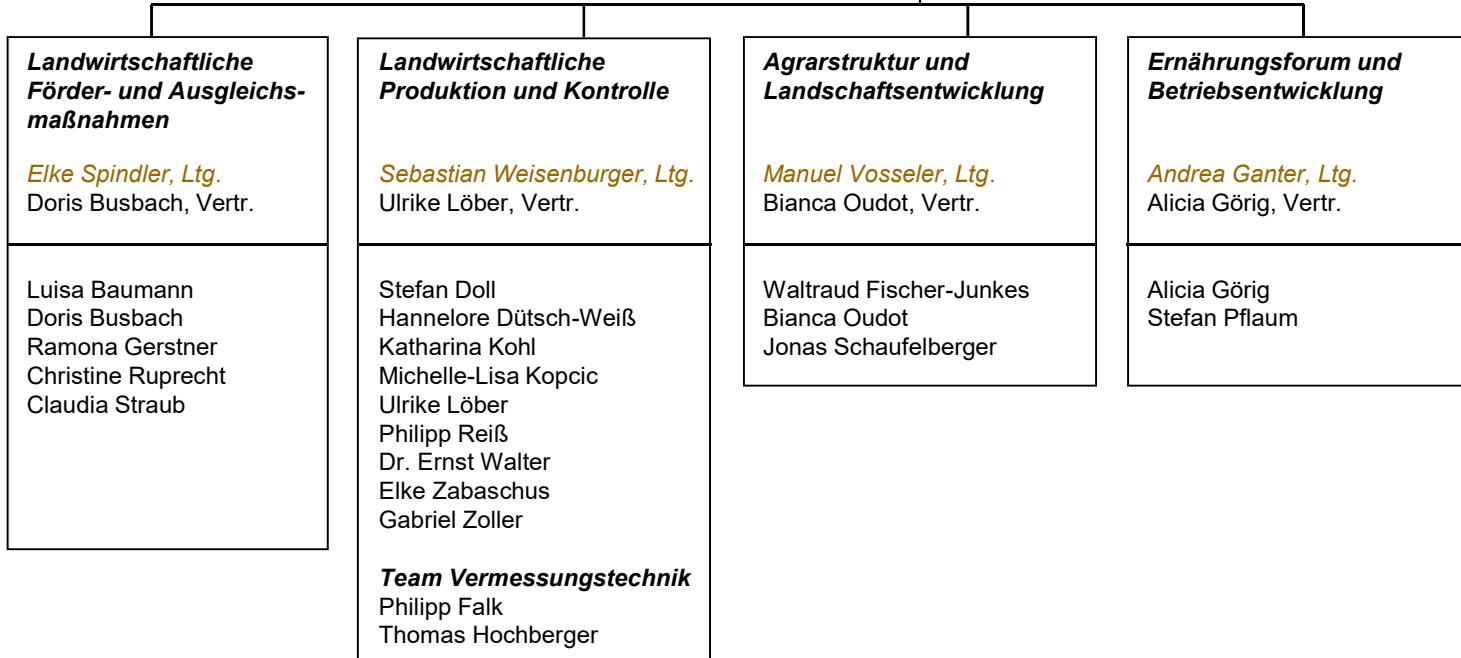 Landwirtschaftliche
Förder- und Ausgleichs-
maßnahmen
Elke Spindler, Ltg.
Doris Busbach, Vertr.
Luisa Baumann
Doris Busbach
Ramona Gerstner
Christine Ruprecht
Claudia Straub
Landwirtschaftliche
Produktion und Kontrolle
Sebastian Weisenburger, Ltg.
Ulrike Löber, Vertr.
Stefan Doll
Hannelore Dütsch-Weiß
Katharina Kohl
Michelle-Lisa Kopcic
Ulrike Löber
Philipp Reiß
Dr. Ernst Walter
Elke Zabaschus
Gabriel Zoller
Team Vermessungstechnik
Philipp Falk
Thomas Hochberger
Agrarstruktur und
Landschaftsentwicklung
Manuel Vosseler, Ltg.
Bianca Oudot, Vertr.
Waltraud Fischer-Junkes
Bianca Oudot
Jonas Schaufelberger
Ernährungsforum und
Betriebsentwicklung
Andrea Ganter, Ltg.
Alicia Görig, Vertr.
Alicia Görig
Stefan Pflaum